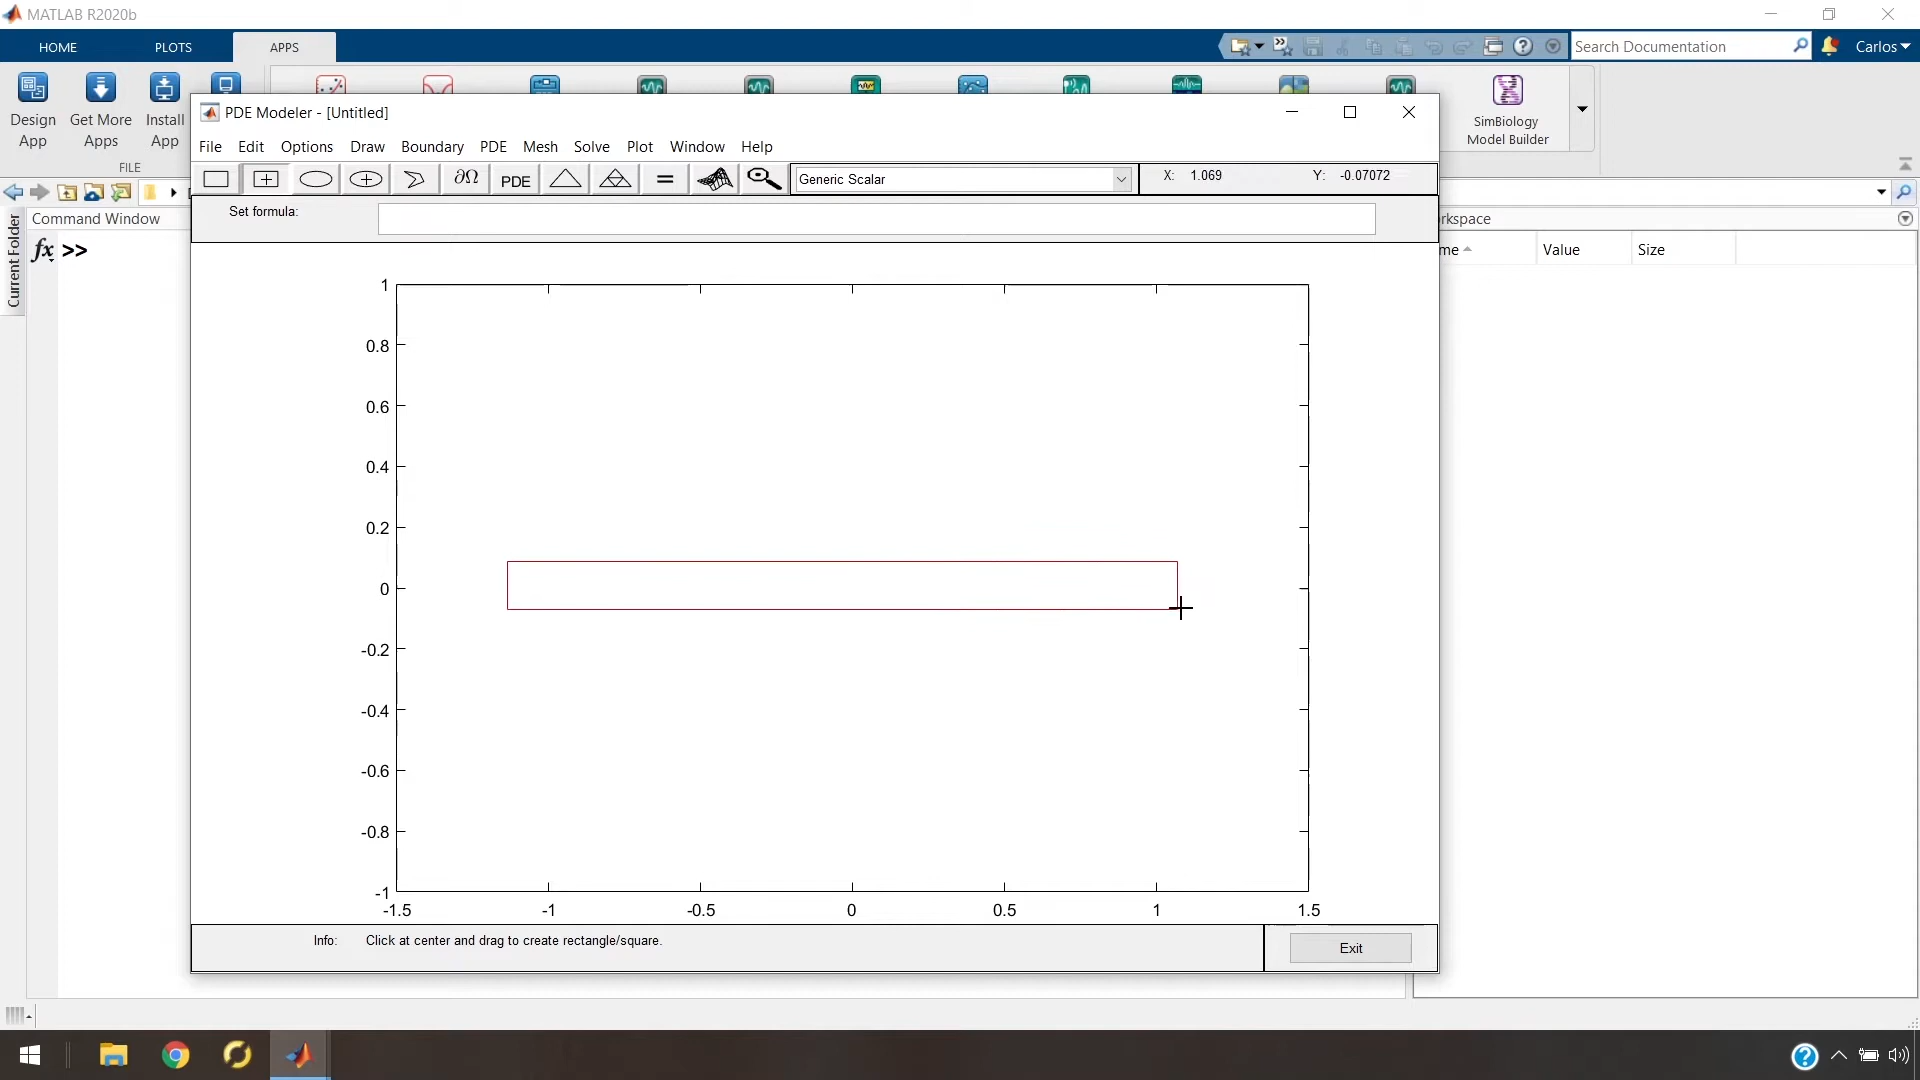 MATLAB R2020b
HOME PLOTS APPS
Search Documentation
Carlos
Design App
Get More Apps
Install App
FILE
SimBiology Model Builder
PDE Modeler - [Untitled]
File Edit Options Draw Boundary PDE Mesh Solve Plot Window Help
∂Ω PDE = Generic Scalar X: 1.069 Y: -0.07072
Set formula:
Current Folder
Command Window
fx >>
rkspace
me Value Size
1
0.8
0.6
0.4
0.2
0
-0.2
-0.4
-0.6
-0.8
-1
-1.5 -1 -0.5 0 0.5 1 1.5
Info: Click at center and drag to create rectangle/square.
Exit